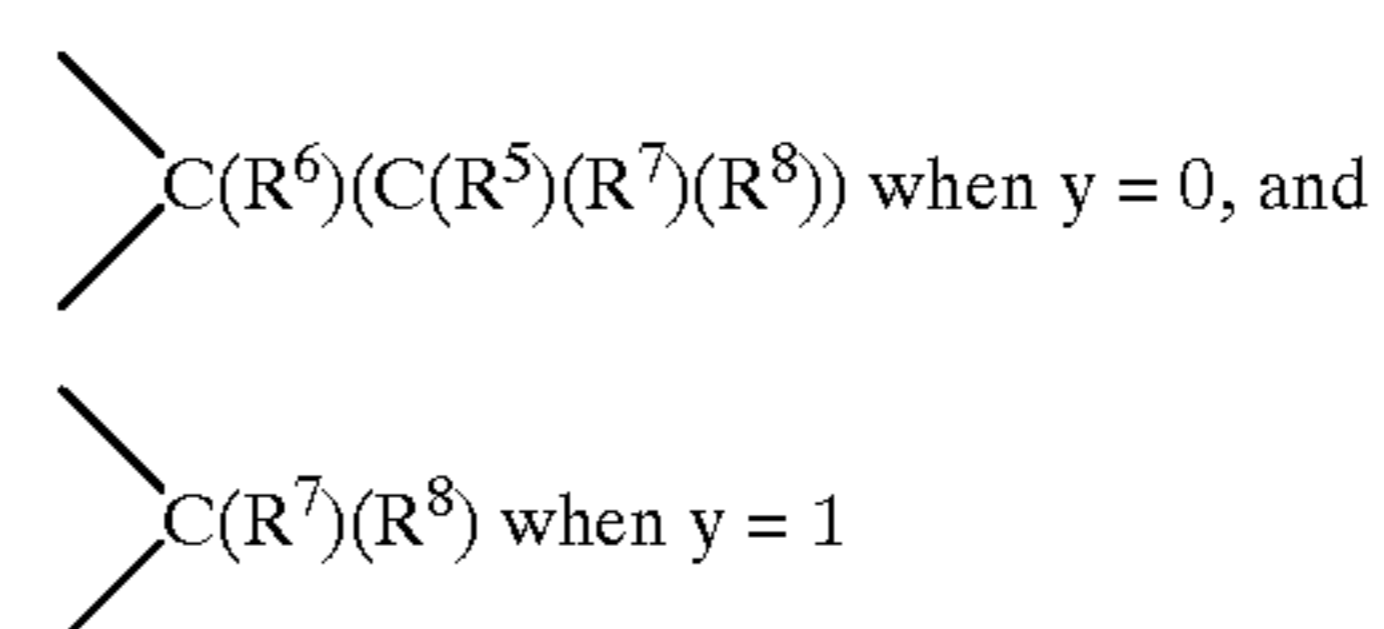 C(R⁶)(C(R⁵)(R⁷)(R⁸)) when y = 0, and
C(R⁷)(R⁸) when y = 1